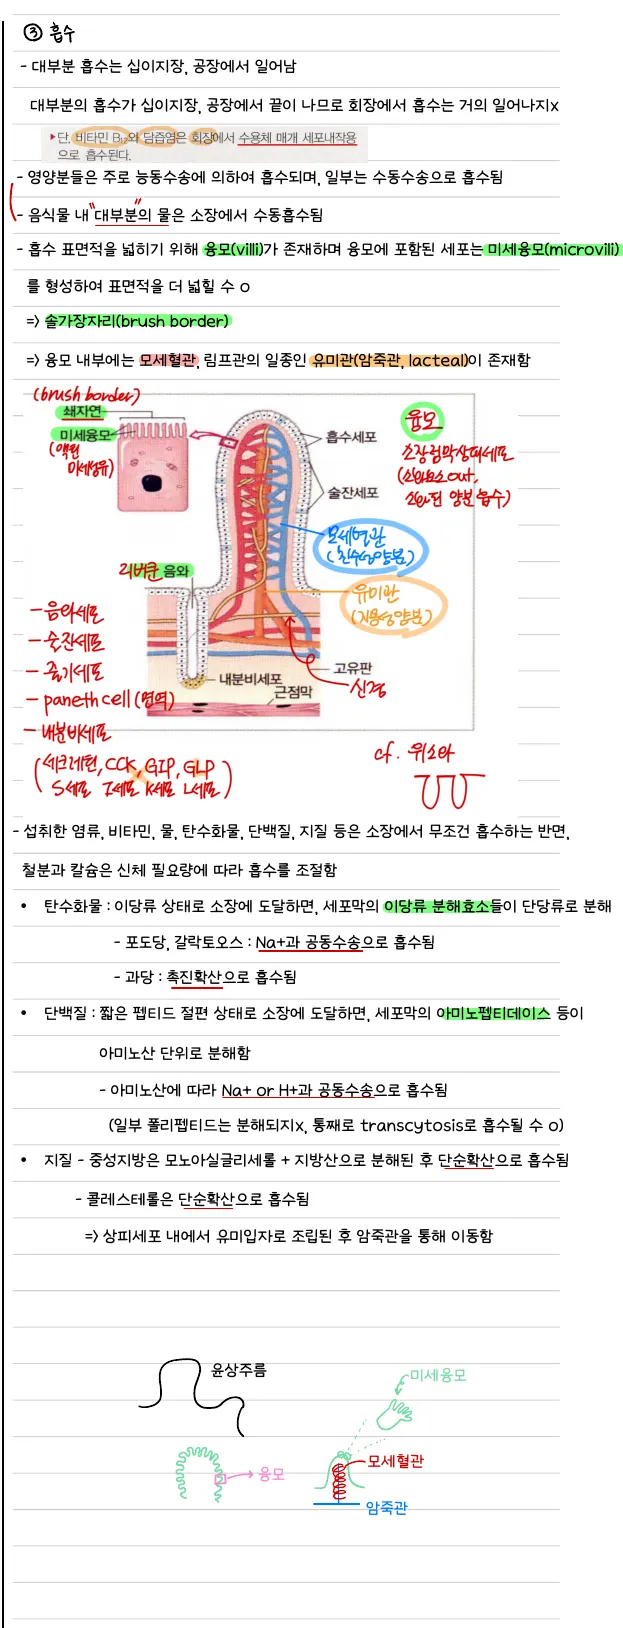 ③ 흡수
- 대부분 흡수는 십이지장, 공장에서 일어남
대부분의 흡수가 십이지장, 공장에서 끝이 나므로 회장에서 흡수는 거의 일어나지x
▶단, 비타민 B₁₂와 담즙염은 회장에서 수용체 매개 세포내작용
으로 흡수된다.
- 영양분들은 주로 능동수송에 의하여 흡수되며, 일부는 수동수송으로 흡수됨
- 음식물 내 "대부분"의 물은 소장에서 수동흡수됨
- 흡수 표면적을 넓히기 위해 융모(villi)가 존재하며 융모에 포함된 세포는 미세융모(microvili)
를 형성하여 표면적을 더 넓힐 수 o
=> 솔가장자리(brush border)
=> 융모 내부에는 모세혈관, 림프관의 일종인 유미관(암죽관, lacteal)이 존재함
(brush border)
쇄자연
미세융모
(액틴
미세섬유)
흡수세포
술잔세포
융모
소장점막상피세포
모세혈관
(친수성양분)
유미관
(지용성양분)
리버쿤 음와
내분비세포
고유판
신경
근점막
- 음와세포
- 술잔세포
- 줄기세포
- paneth cell (면역)
- 내분비세포
(세크레틴, CCK, GIP, GLP
S세포 I세포 K세포 L세포)
cf. 위소와
- 섭취한 염류, 비타민, 물, 탄수화물, 단백질, 지질 등은 소장에서 무조건 흡수하는 반면,
철분과 칼슘은 신체 필요량에 따라 흡수를 조절함
• 탄수화물 : 이당류 상태로 소장에 도달하면, 세포막의 이당류 분해효소들이 단당류로 분해
- 포도당, 갈락토오스 : Na+과 공동수송으로 흡수됨
- 과당 : 촉진확산으로 흡수됨
• 단백질 : 짧은 펩티드 절편 상태로 소장에 도달하면, 세포막의 아미노펩티데이스 등이
아미노산 단위로 분해함
- 아미노산에 따라 Na+ or H+과 공동수송으로 흡수됨
(일부 폴리펩티드는 분해되지x, 통째로 transcytosis로 흡수될 수 o)
• 지질 - 중성지방은 모노아실글리세롤 + 지방산으로 분해된 후 단순확산으로 흡수됨
- 콜레스테롤은 단순확산으로 흡수됨
=> 상피세포 내에서 유미입자로 조립된 후 암죽관을 통해 이동함
윤상주름
미세융모
융모
모세혈관
암죽관